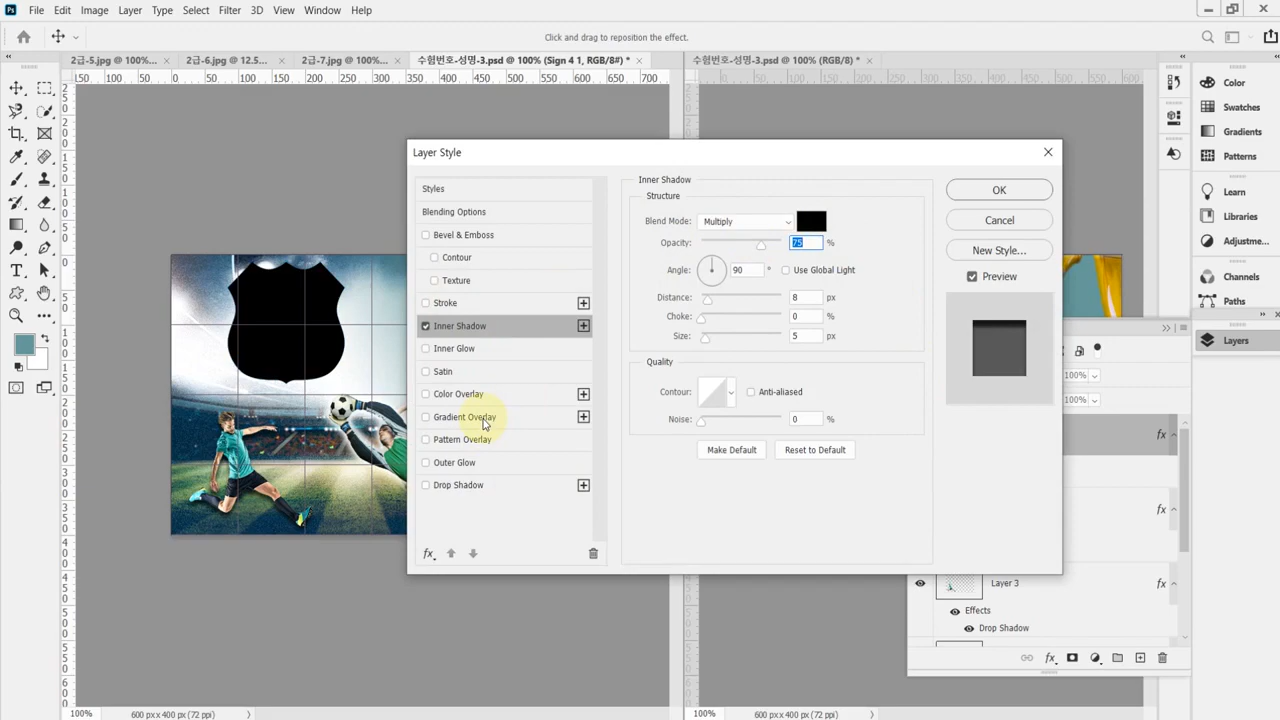 Ps File Edit Image Layer Type Select Filter 3D View Window Help
Click and drag to reposition the effect.
2급-5.jpg @ 100%... × 2급-6.jpg @ 12.5... × 2급-7.jpg @ 100%... × 수험번호-성명-3.psd @ 100% (Sign 4 1, RGB/8#) * × 수험번호-성명-3.psd @ 100% (RGB/8) * ×
Layer Style
Styles
Blending Options
Bevel & Emboss
Contour
Texture
Stroke
Inner Shadow
Inner Glow
Satin
Color Overlay
Gradient Overlay
Pattern Overlay
Outer Glow
Drop Shadow
fx
Inner Shadow
Structure
Blend Mode: Multiply
Opacity: 75 %
Angle: 90 ° Use Global Light
Distance: 8 px
Choke: 0 %
Size: 5 px
Quality
Contour: Anti-aliased
Noise: 0 %
Make Default Reset to Default
OK
Cancel
New Style...
Preview
Color
Swatches
Gradients
Patterns
Learn
Libraries
Adjustme...
Channels
Paths
Layers
100%
100%
fx
fx
Layer 3 fx
Effects
Drop Shadow
fx
100% 600 px x 400 px (72 ppi)
100% 600 px x 400 px (72 ppi)